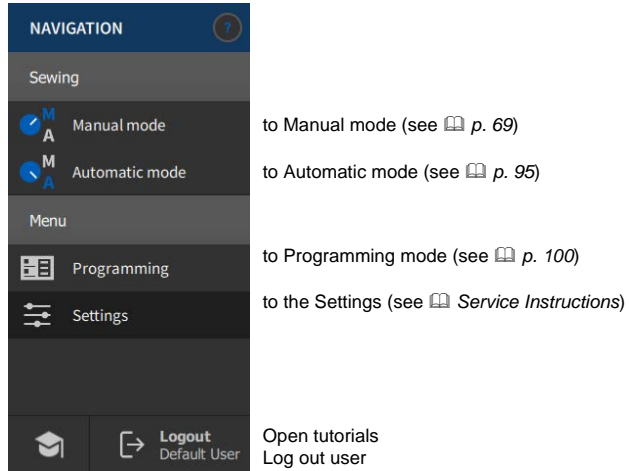 NAVIGATION ?
Sewing
M
A Manual mode to Manual mode (see p. 69)
M
A Automatic mode to Automatic mode (see p. 95)
Menu
Programming to Programming mode (see p. 100)
Settings to the Settings (see Service Instructions)
Logout Open tutorials
Default User Log out user